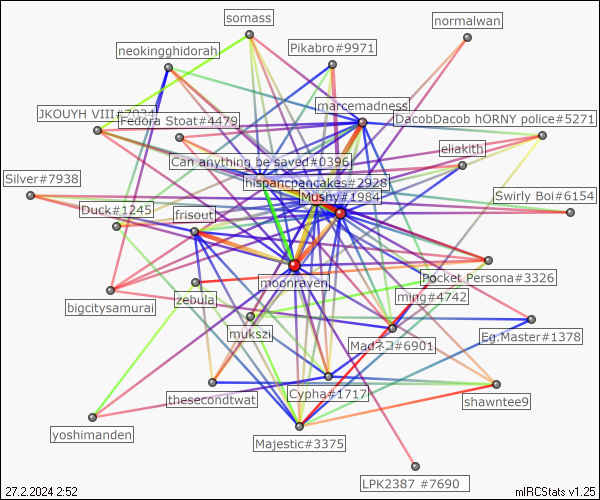 somass
normalwan
neokingghidorah
Pikabro#9971
marcemadness
JKOUYH VIII#7934
Fedora Stoat#4479
DacobDacob hORNY police#5271
eliakith
Can anything be saved#0396
Silver#7938
hispancpancakes#2928
Mushy#1984
Swirly Boi#6154
Duck#1245
frisout
moonraven
Pocket Persona#3326
bigcitysamurai
zebula
ming#4742
mukszi
Madネコ#6901
Eg.Master#1378
thesecondtwat
Cypha#1717
shawntee9
yoshimanden
Majestic#3375
LPK2387 #7690
27.2.2024 2:52
mIRCStats v1.25